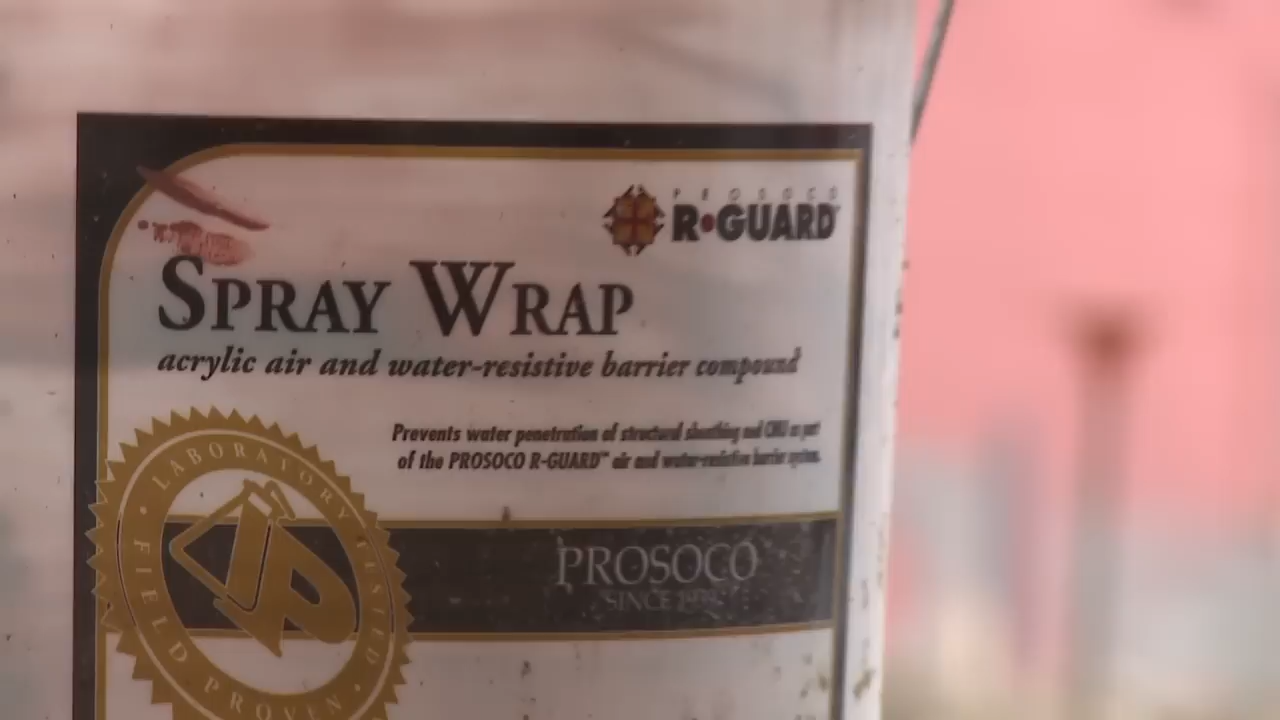 PROSOCO
R•GUARD
SPRAY WRAP
acrylic air and water-resistive barrier compound
Prevents water penetration of structural sheathing and CMU as part
of the PROSOCO R-GUARD™ air and water-resistive barrier system.
LABORATORY TESTED • FIELD PROVEN •
PROSOCO
SINCE